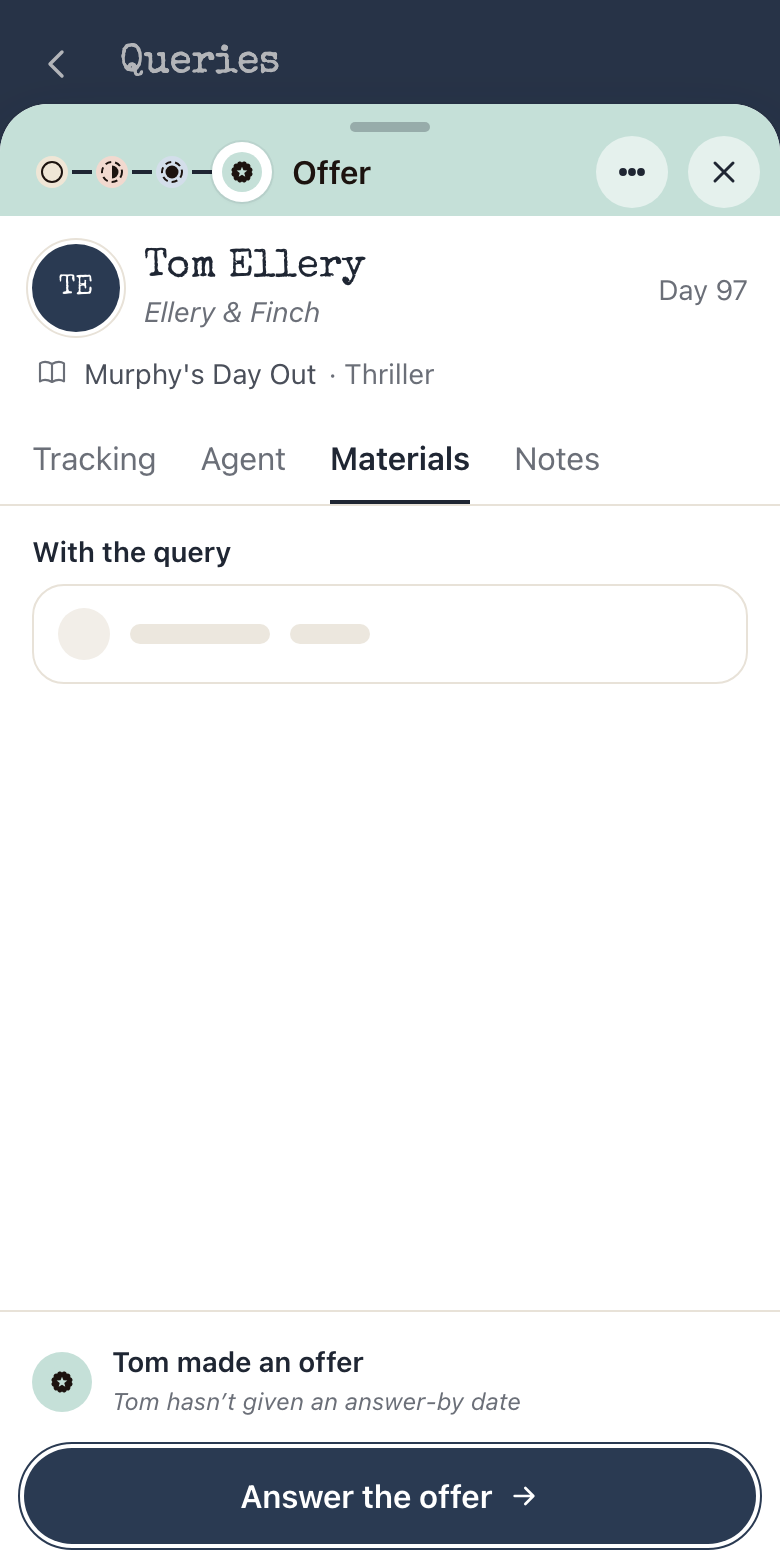 Queries
Offer
TE
Tom Ellery
Day 97
Ellery & Finch
Murphy's Day Out · Thriller
Tracking Agent Materials Notes
With the query
Tom made an offer
Tom hasn’t given an answer-by date
Answer the offer →